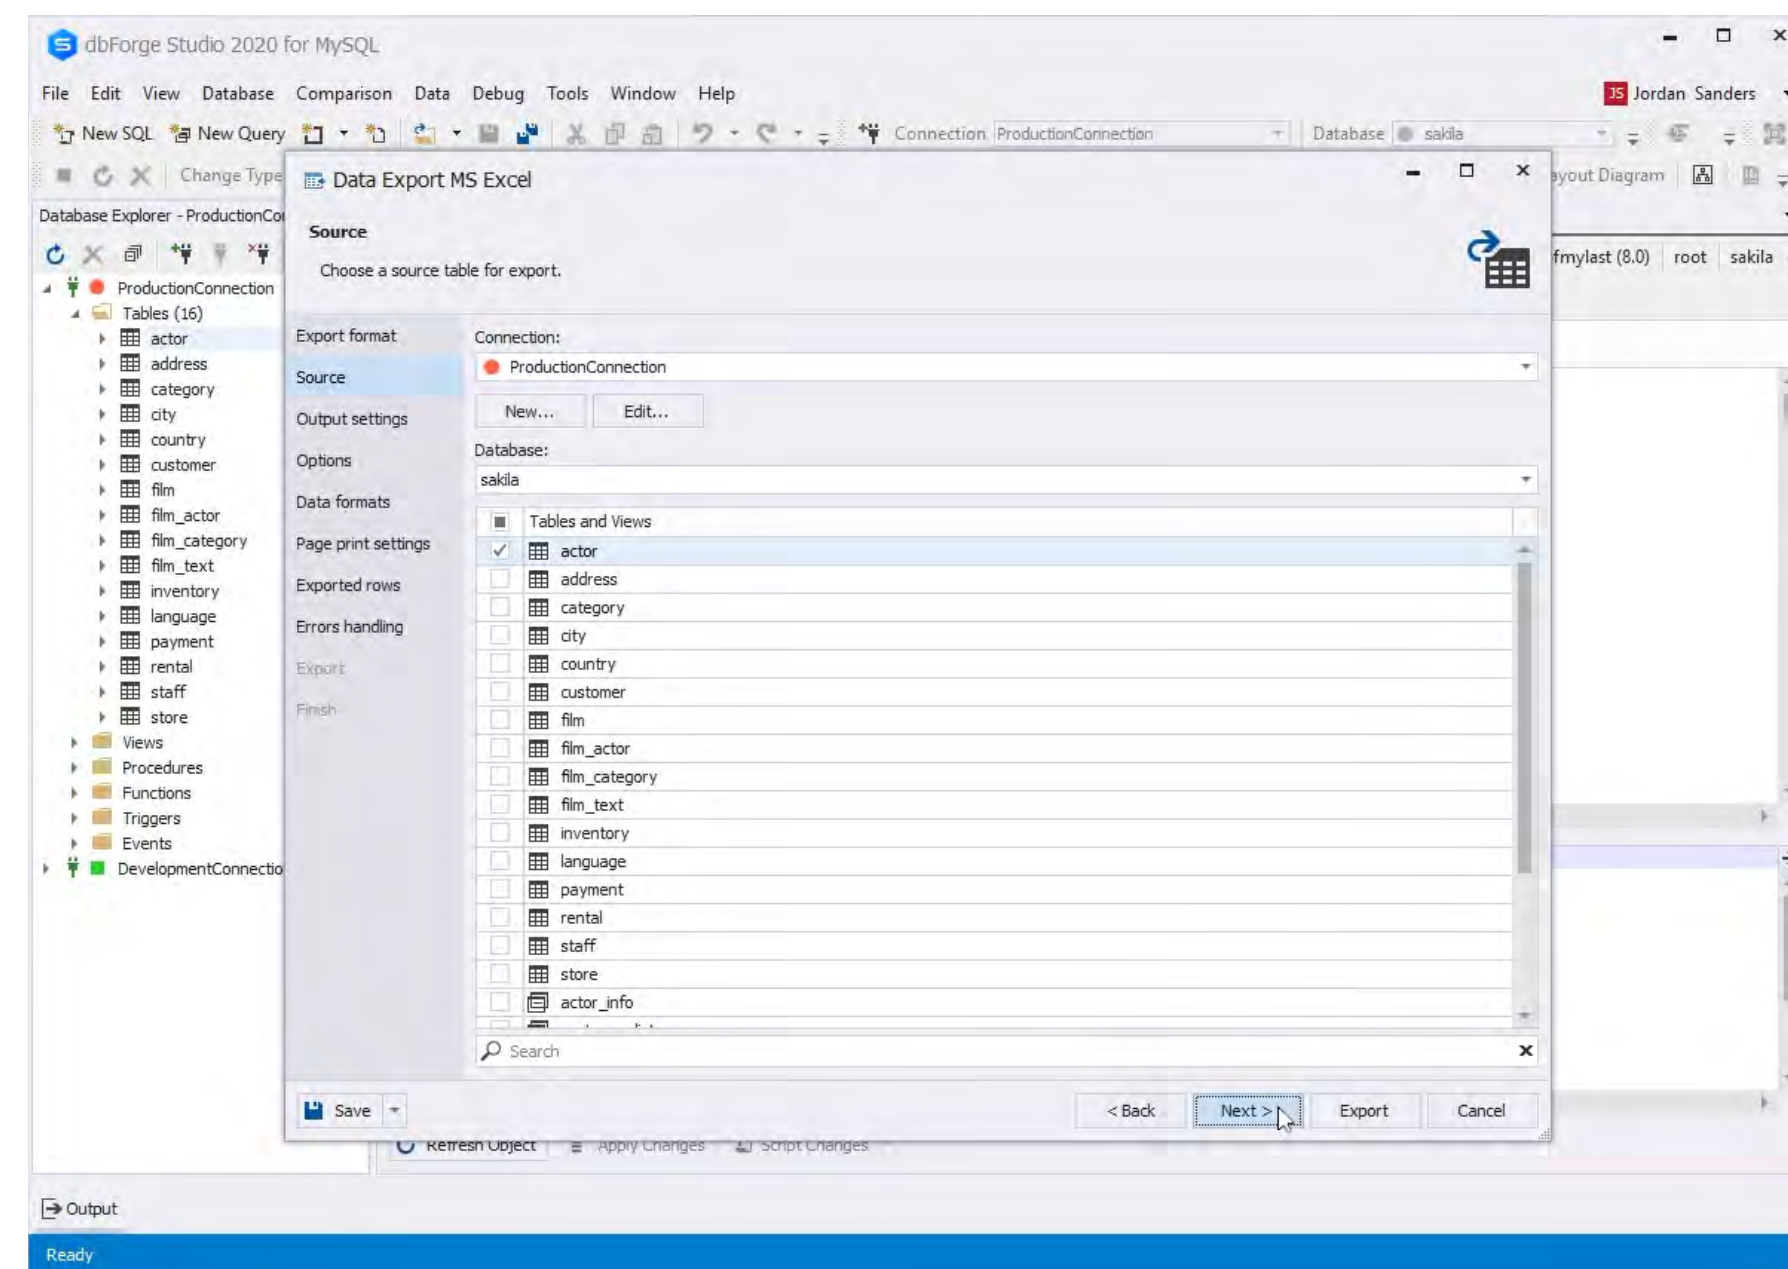 dbForge Studio 2020 for MySQL
File Edit View Database Comparison Data Debug Tools Window Help
JS Jordan Sanders
New SQL New Query Connection ProductionConnection Database sakila
Change Type
Layout Diagram
Database Explorer - ProductionCo
fmylast (8.0) root sakila
ProductionConnection
Tables (16)
actor
address
category
city
country
customer
film
film_actor
film_category
film_text
inventory
language
payment
rental
staff
store
Views
Procedures
Functions
Triggers
Events
DevelopmentConnectio
Data Export MS Excel
Source
Choose a source table for export.
Export format
Source
Output settings
Options
Data formats
Page print settings
Exported rows
Errors handling
Export
Finish
Connection:
ProductionConnection
New... Edit...
Database:
sakila
Tables and Views
actor
address
category
city
country
customer
film
film_actor
film_category
film_text
inventory
language
payment
rental
staff
store
actor_info
Search
Save < Back Next > Export Cancel
Refresh Object Apply Changes Script Changes
Output
Ready